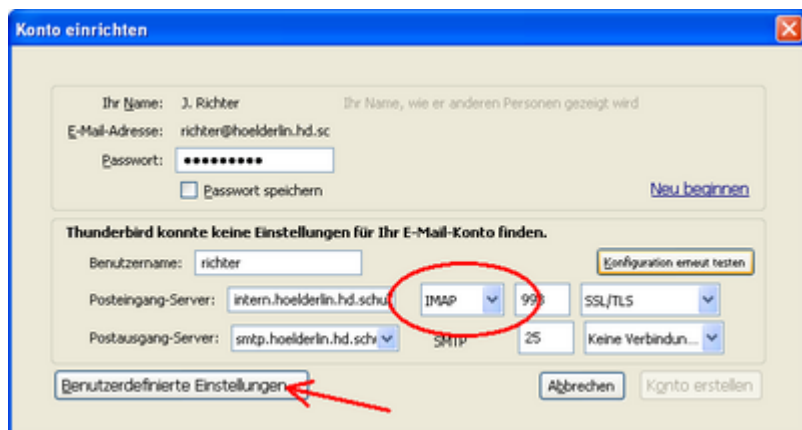 Konto einrichten
Ihr Name: J. Richter Ihr Name, wie er anderen Personen gezeigt wird
E-Mail-Adresse: richter@hoelderlin.hd.sc
Passwort: •••••••••
Passwort speichern Neu beginnen
Thunderbird konnte keine Einstellungen für Ihr E-Mail-Konto finden.
Benutzername: richter Konfiguration erneut testen
Posteingang-Server: intern.hoelderlin.hd.schul IMAP 993 SSL/TLS
Postausgang-Server: smtp.hoelderlin.hd.schu SMTP 25 Keine Verbindun...
Benutzerdefinierte Einstellungen... Abbrechen Konto erstellen